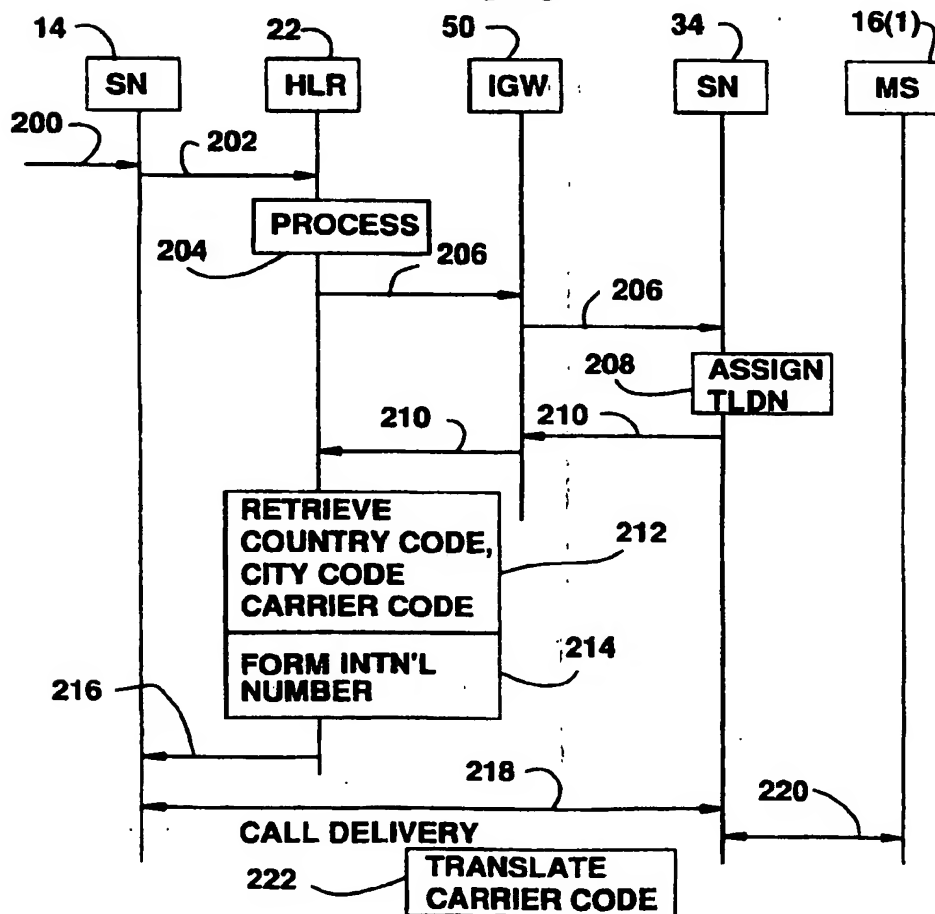 14 22 50 34 16(1)
SN HLR IGW SN MS
200 202
PROCESS
204 206
206
208 ASSIGN
TLDN
210 210
RETRIEVE
COUNTRY CODE, 212
CITY CODE
CARRIER CODE
FORM INTN'L 214
NUMBER
216
218
220
CALL DELIVERY
222 TRANSLATE
CARRIER CODE